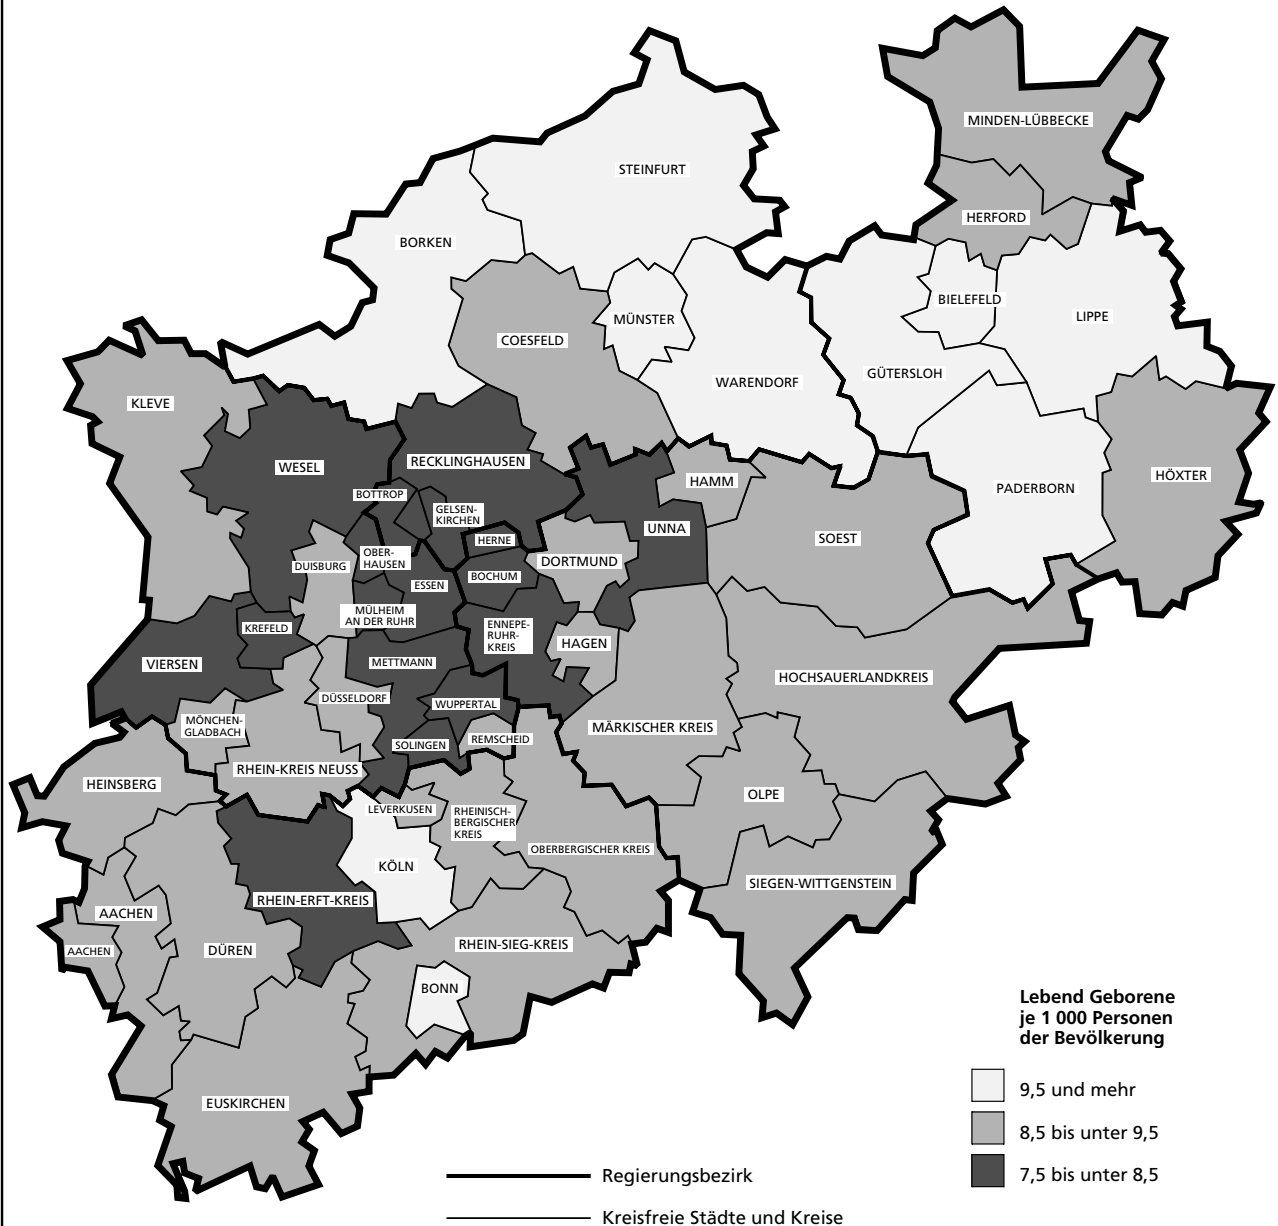 MINDEN-LÜBBECKE
STEINFURT
HERFORD
BORKEN
BIELEFELD
LIPPE
MÜNSTER
COESFELD
GÜTERSLOH
WARENDORF
KLEVE
RECKLINGHAUSEN
WESEL
HÖXTER
HAMM
PADERBORN
BOTTROP
GELSEN-
KIRCHEN
UNNA
SOEST
HERNE
OBER-
HAUSEN
DUISBURG
DORTMUND
BOCHUM
ESSEN
MÜLHEIM
AN DER RUHR
KREFELD
ENNEPE-
RUHR-
KREIS
HAGEN
VIERSEN
METTMANN
HOCHSAUERLANDKREIS
DÜSSELDORF
WUPPERTAL
MÖNCHEN-
GLADBACH
MÄRKISCHER KREIS
REMSCHEID
SOLINGEN
RHEIN-KREIS NEUSS
HEINSBERG
OLPE
LEVERKUSEN
RHEINISCH-
BERGISCHER
KREIS
OBERBERGISCHER KREIS
KÖLN
SIEGEN-WITTGENSTEIN
RHEIN-ERFT-KREIS
AACHEN
RHEIN-SIEG-KREIS
AACHEN
DÜREN
BONN
EUSKIRCHEN
Lebend Geborene
je 1 000 Personen
der Bevölkerung
9,5 und mehr
8,5 bis unter 9,5
7,5 bis unter 8,5
Regierungsbezirk
Kreisfreie Städte und Kreise